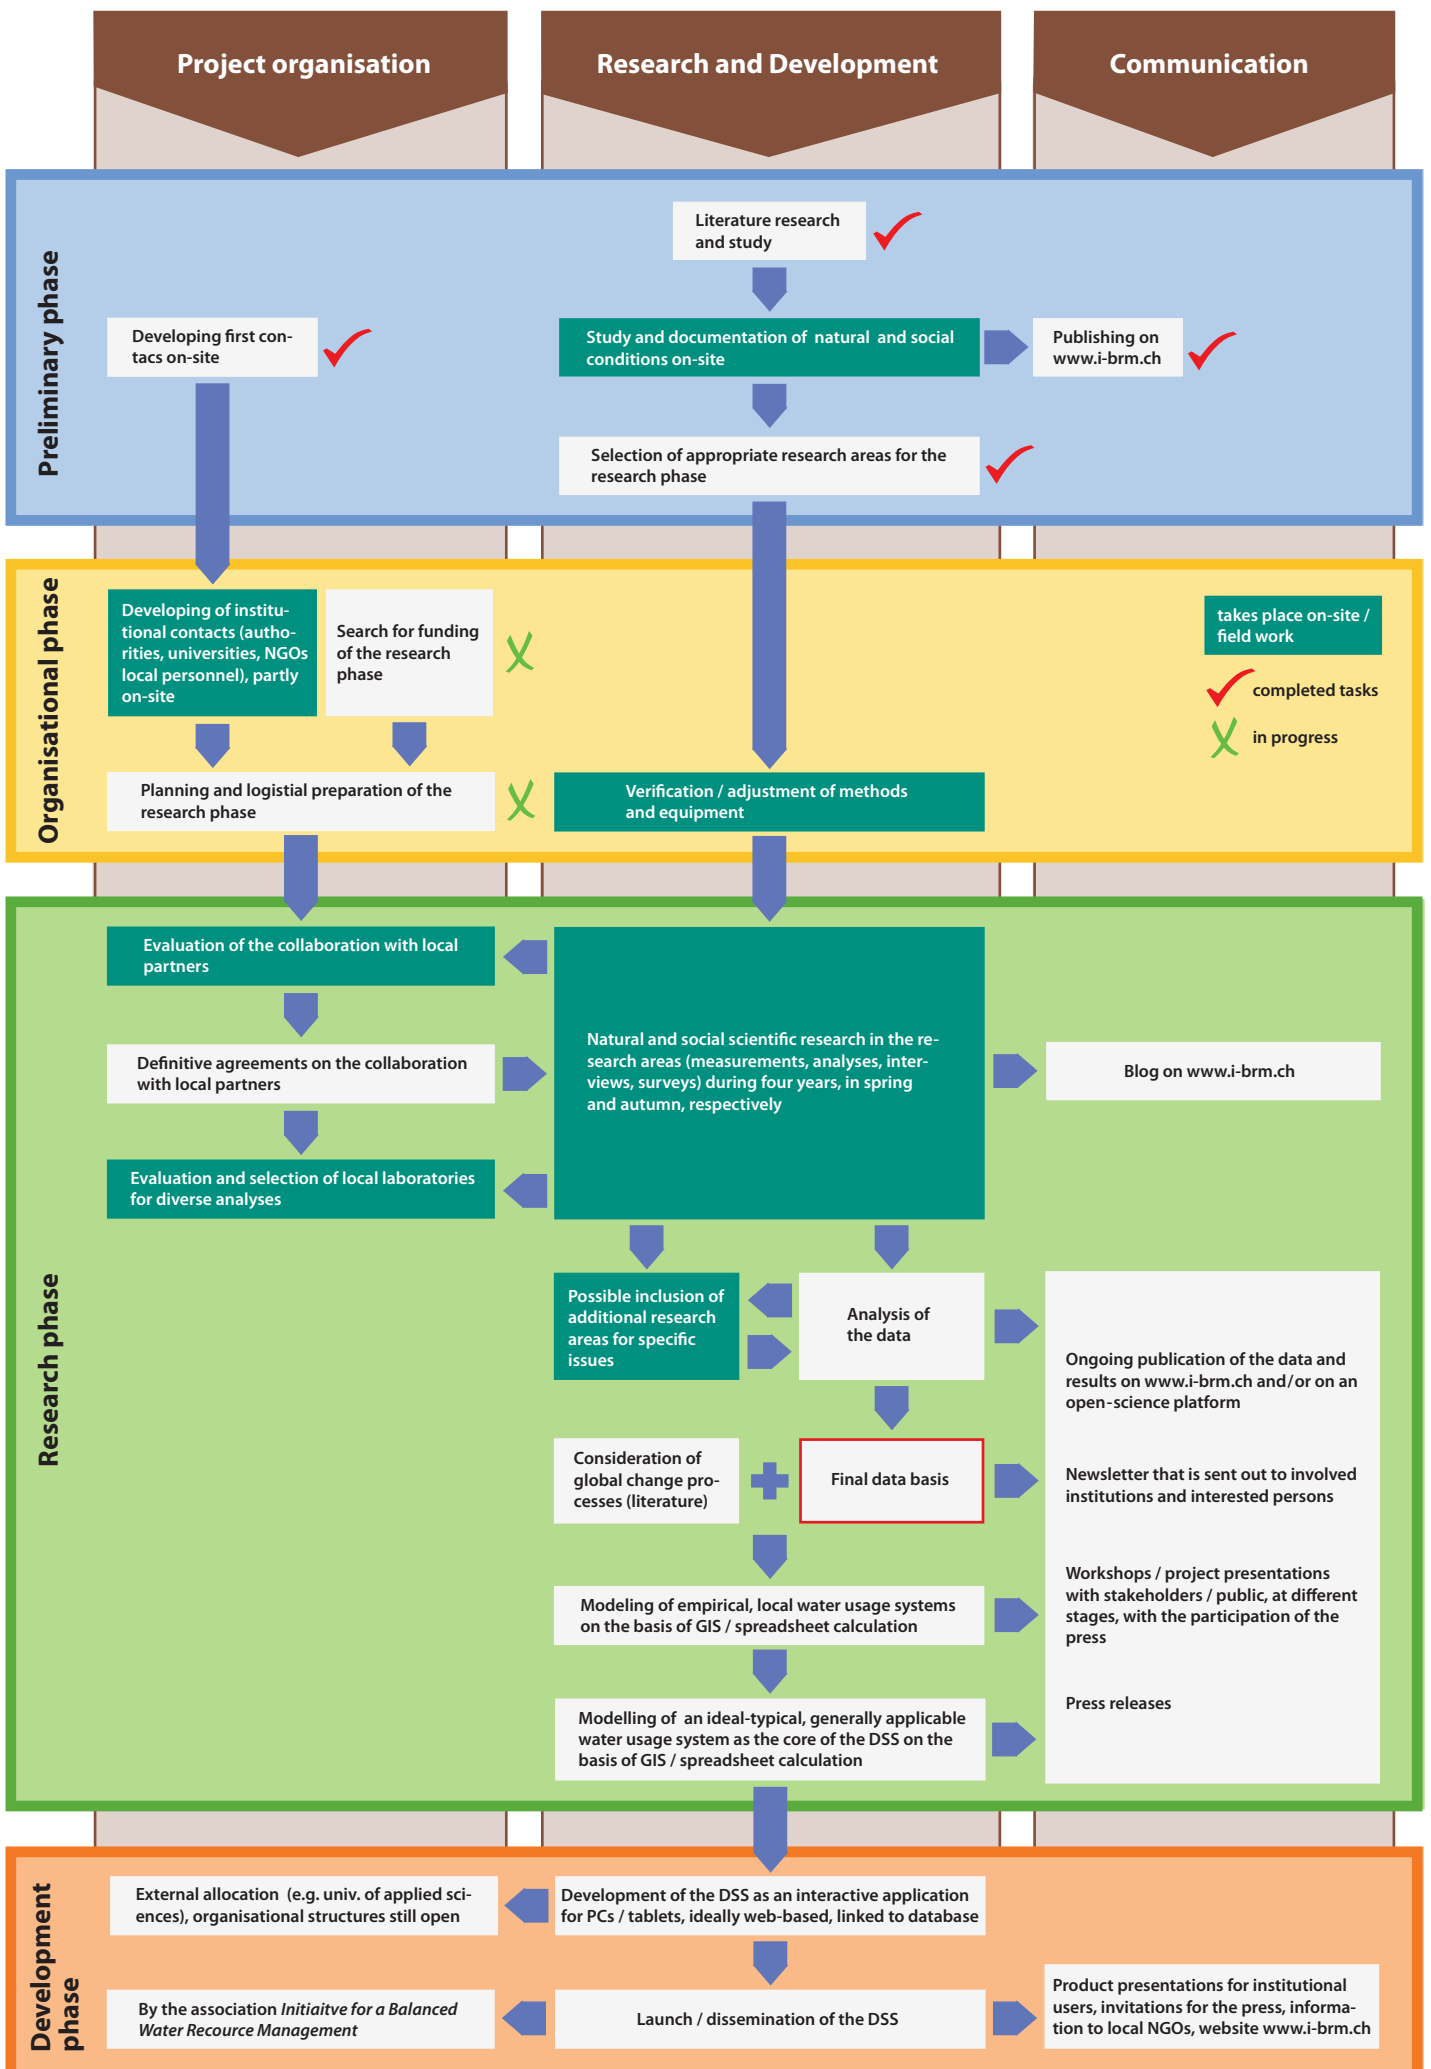 Project organisation
Research and Development
Communication
Preliminary phase
Literature research
and study
Developing first con-
tacs on-site
Study and documentation of natural and social
conditions on-site
Publishing on
www.i-brm.ch
Selection of appropriate research areas for the
research phase
Organisational phase
Developing of institu-
tional contacts (autho-
rities, universities, NGOs
local personnel), partly
on-site
Search for funding
of the research
phase
takes place on-site /
field work
completed tasks
in progress
Planning and logistial preparation of the
research phase
Verification / adjustment of methods
and equipment
Research phase
Evaluation of the collaboration with local
partners
Definitive agreements on the collaboration
with local partners
Evaluation and selection of local laboratories
for diverse analyses
Natural and social scientific research in the re-
search areas (measurements, analyses, inter-
views, surveys) during four years, in spring
and autumn, respectively
Blog on www.i-brm.ch
Possible inclusion of
additional research
areas for specific
issues
Analysis of
the data
Ongoing publication of the data and
results on www.i-brm.ch and/or on an
open-science platform
Consideration of
global change pro-
cesses (literature)
Final data basis
Newsletter that is sent out to involved
institutions and interested persons
Modeling of empirical, local water usage systems
on the basis of GIS / spreadsheet calculation
Workshops / project presentations
with stakeholders / public, at different
stages, with the participation of the
press
Modelling of an ideal-typical, generally applicable
water usage system as the core of the DSS on the
basis of GIS / spreadsheet calculation
Press releases
Development
phase
External allocation (e.g. univ. of applied sci-
ences), organisational structures still open
Development of the DSS as an interactive application
for PCs / tablets, ideally web-based, linked to database
By the association Initiaitve for a Balanced
Water Recource Management
Launch / dissemination of the DSS
Product presentations for institutional
users, invitations for the press, informa-
tion to local NGOs, website www.i-brm.ch